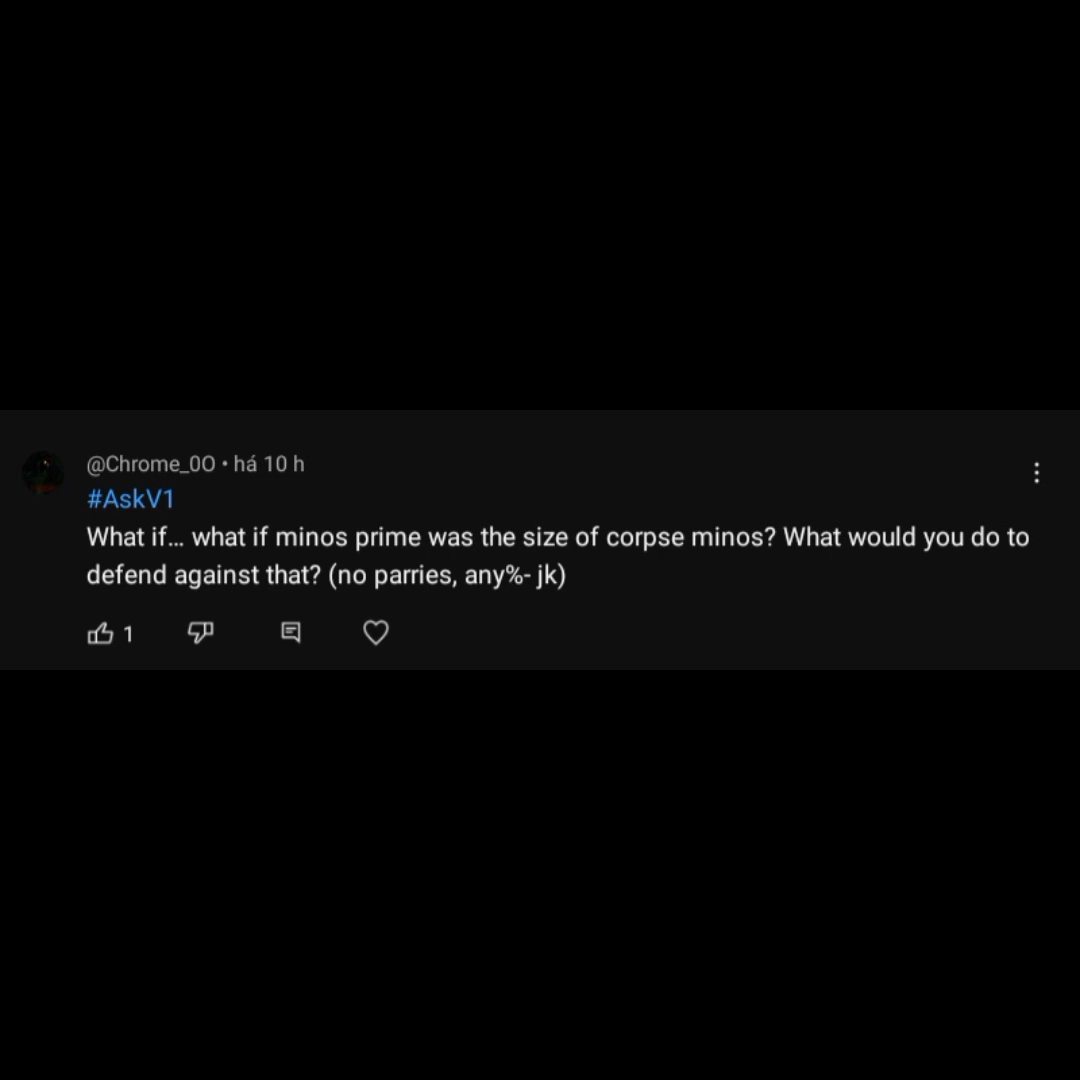 @Chrome_0O • há 10 h
#AskV1
What if... what if minos prime was the size of corpse minos? What would you do to
defend against that? (no parries, any%- jk)
1